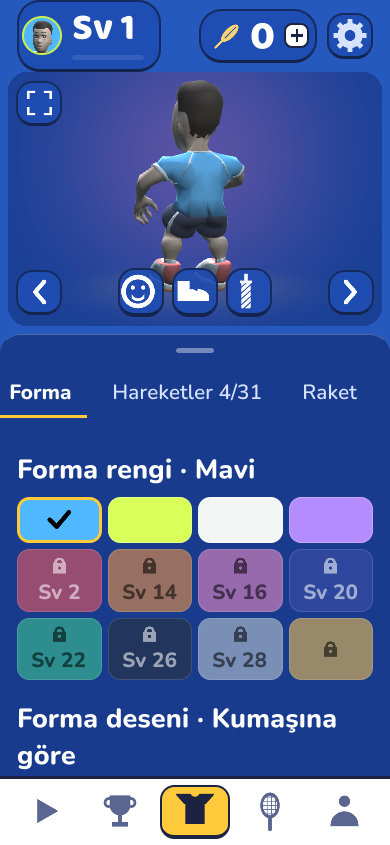 Sv 1
0
Forma
Hareketler 4/31
Raket
Forma rengi · Mavi
Sv 2
Sv 14
Sv 16
Sv 20
Sv 22
Sv 26
Sv 28
Forma deseni · Kumaşına
göre